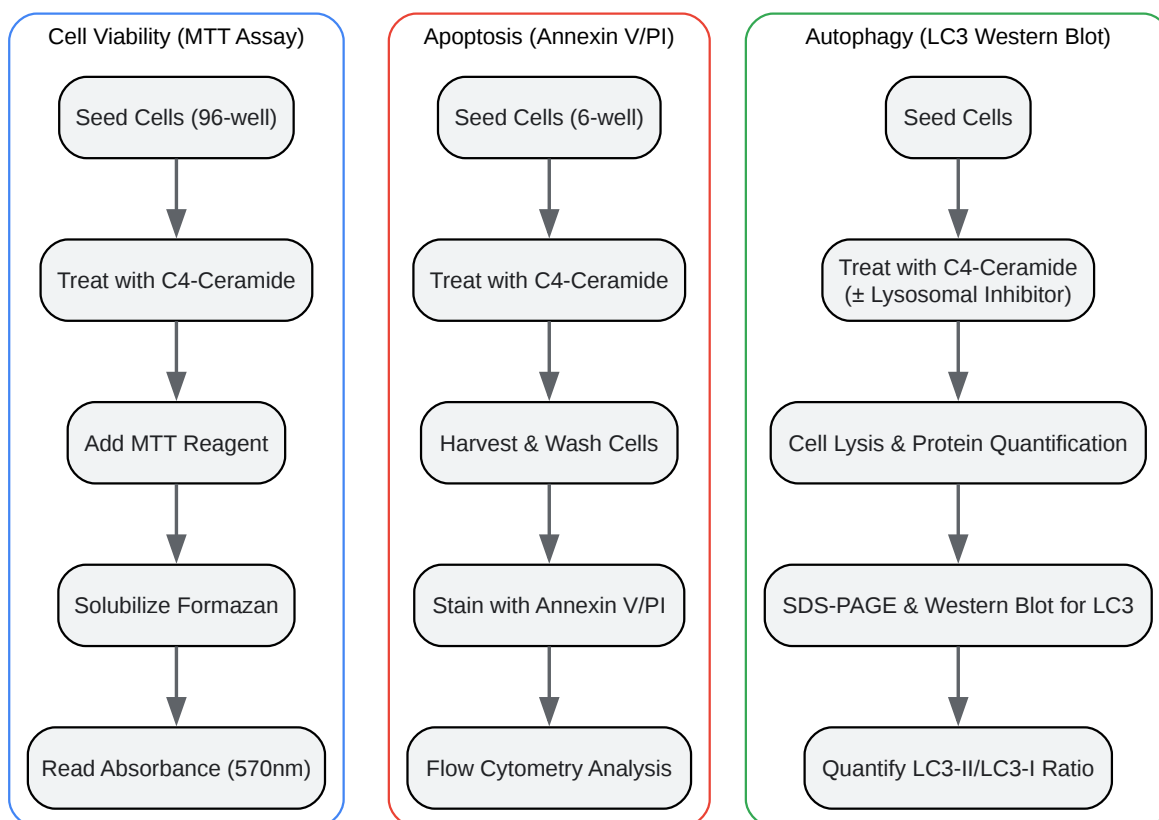 Cell Viability (MTT Assay)
Seed Cells (96-well)
Treat with C4-Ceramide
Add MTT Reagent
Solubilize Formazan
Read Absorbance (570nm)
Apoptosis (Annexin V/PI)
Seed Cells (6-well)
Treat with C4-Ceramide
Harvest & Wash Cells
Stain with Annexin V/PI
Flow Cytometry Analysis
Autophagy (LC3 Western Blot)
Seed Cells
Treat with C4-Ceramide
(± Lysosomal Inhibitor)
Cell Lysis & Protein Quantification
SDS-PAGE & Western Blot for LC3
Quantify LC3-II/LC3-I Ratio